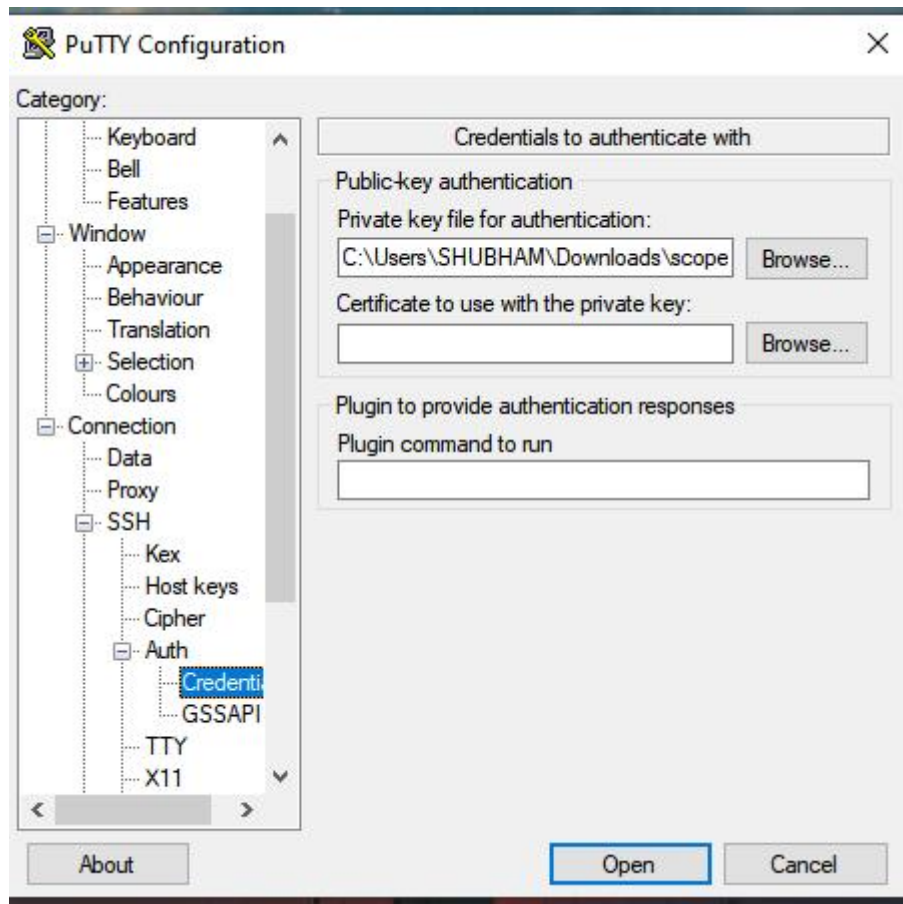 PuTTY Configuration
Category:
Keyboard
Bell
Features
Window
Appearance
Behaviour
Translation
Selection
Colours
Connection
Data
Proxy
SSH
Kex
Host keys
Cipher
Auth
Credenti
GSSAPI
TTY
X11
Credentials to authenticate with
Public-key authentication
Private key file for authentication:
C:\Users\SHUBHAM\Downloads\scope
Browse...
Certificate to use with the private key:
Browse...
Plugin to provide authentication responses
Plugin command to run
About
Open
Cancel